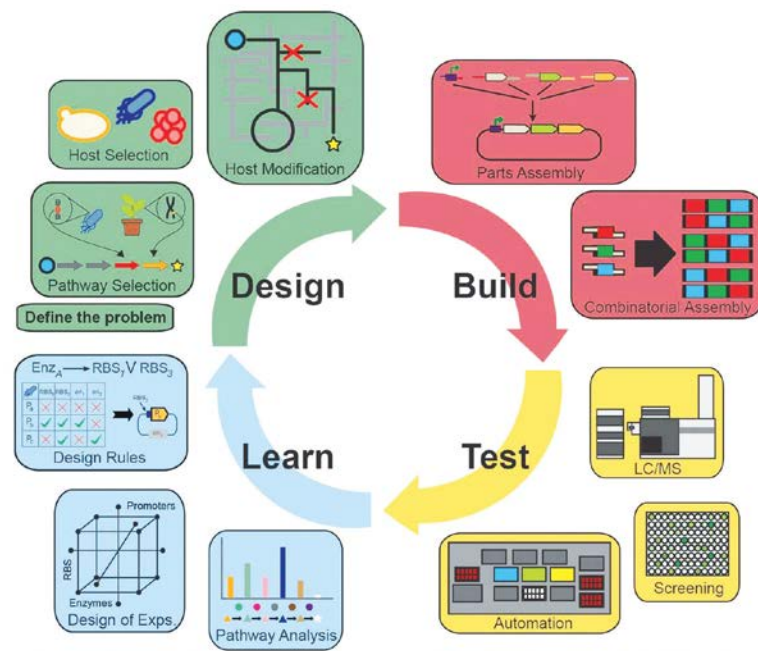 Host Selection
Host Modification
Pathway Selection
Define the problem
Design
Parts Assembly
Combinatorial Assembly
Build
LC/MS
Screening
Automation
Test
Pathway Analysis
Promoters
RBS
Enzymes
Design of Exps.
Enz_A → RBS₁ V RBS₃
Design Rules
Learn